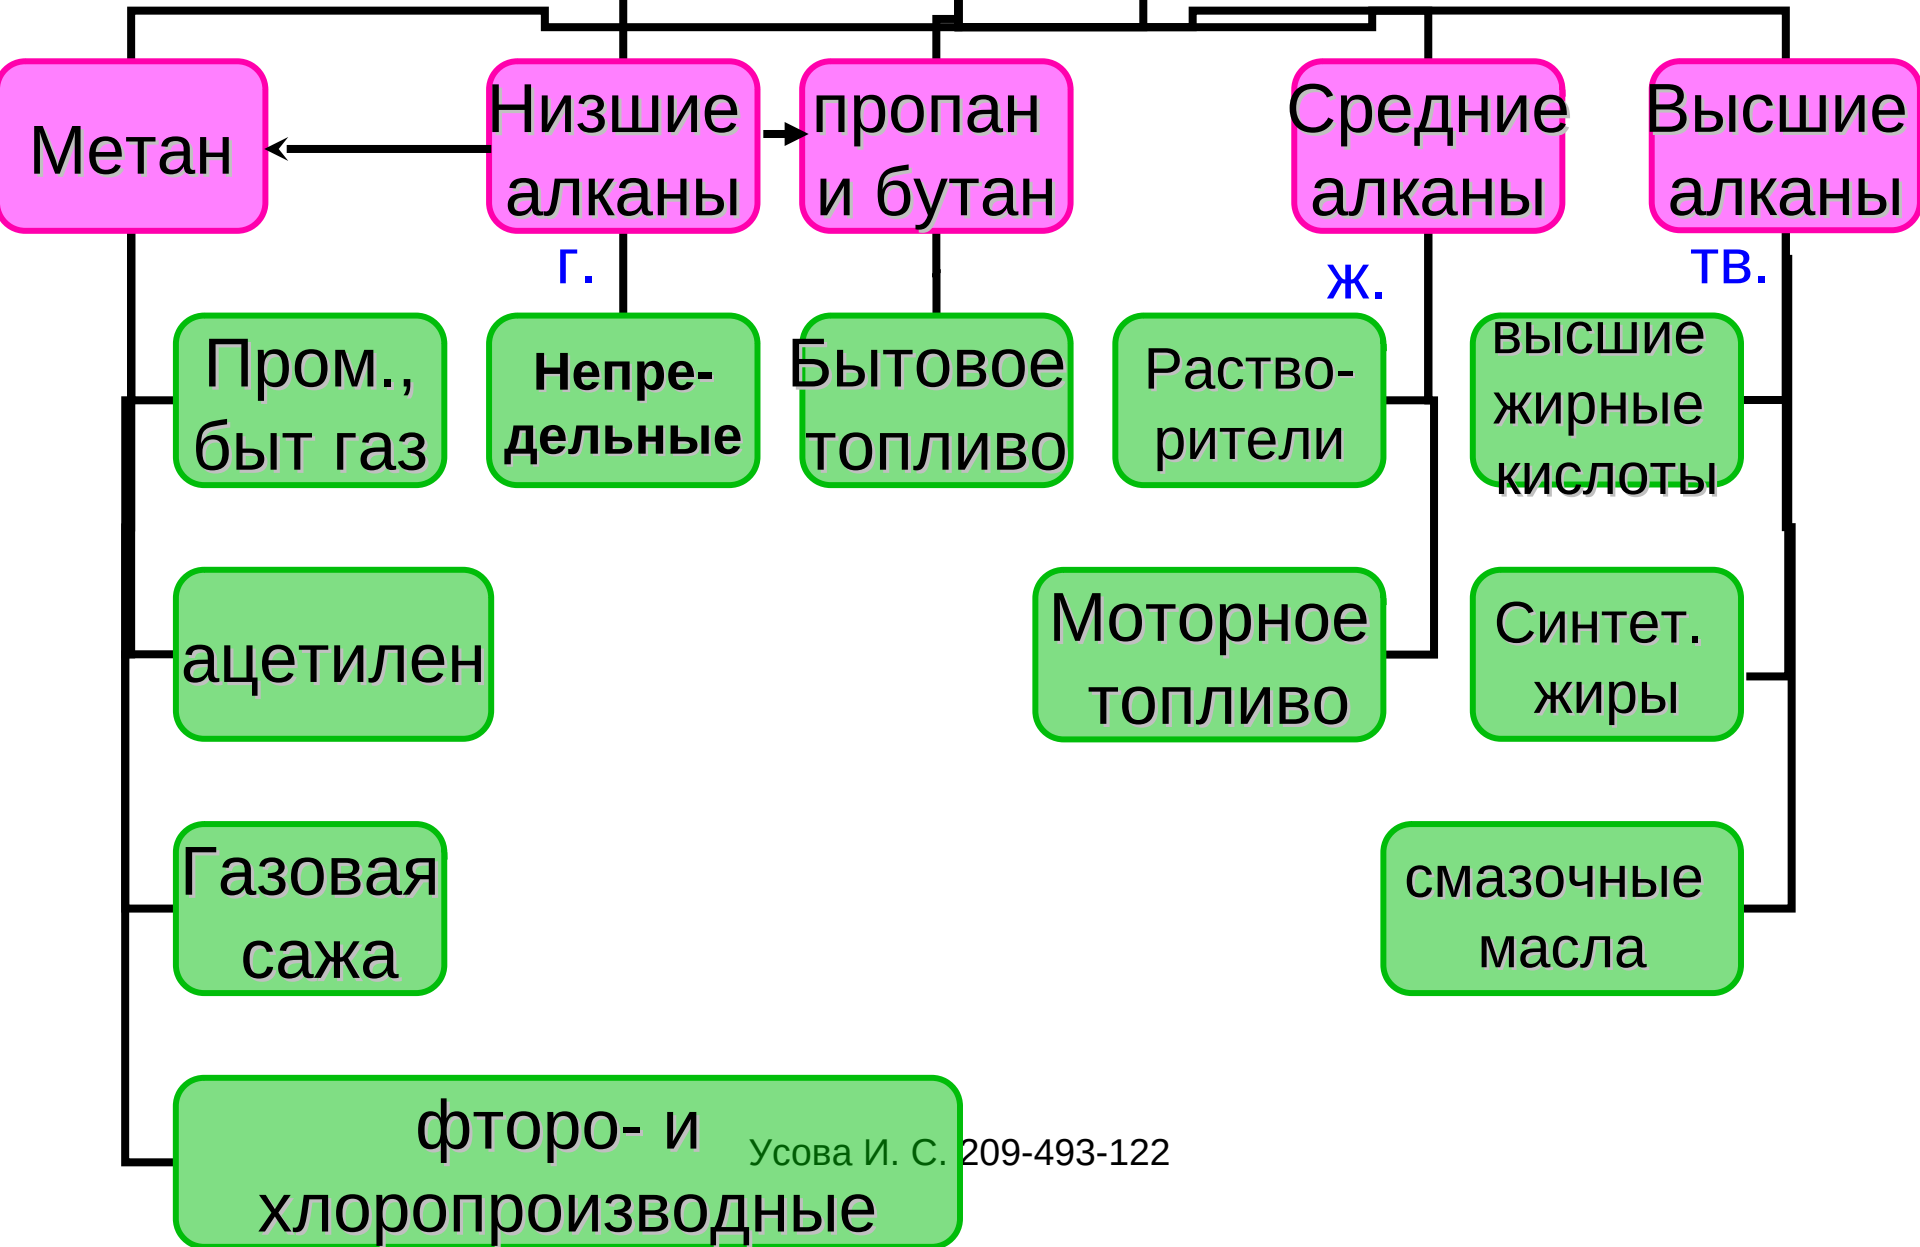 Метан
Низшие
алканы
пропан
и бутан
Средние
алканы
Высшие
алканы
г.
ж.
тв.
Пром.,
быт газ
Непре-
дельные
Бытовое
топливо
Раство-
рители
высшие
жирные
кислоты
ацетилен
Моторное
топливо
Синтет.
жиры
Газовая
сажа
смазочные
масла
фторо- и
хлоропроизводные
Усова И. С. 209-493-122